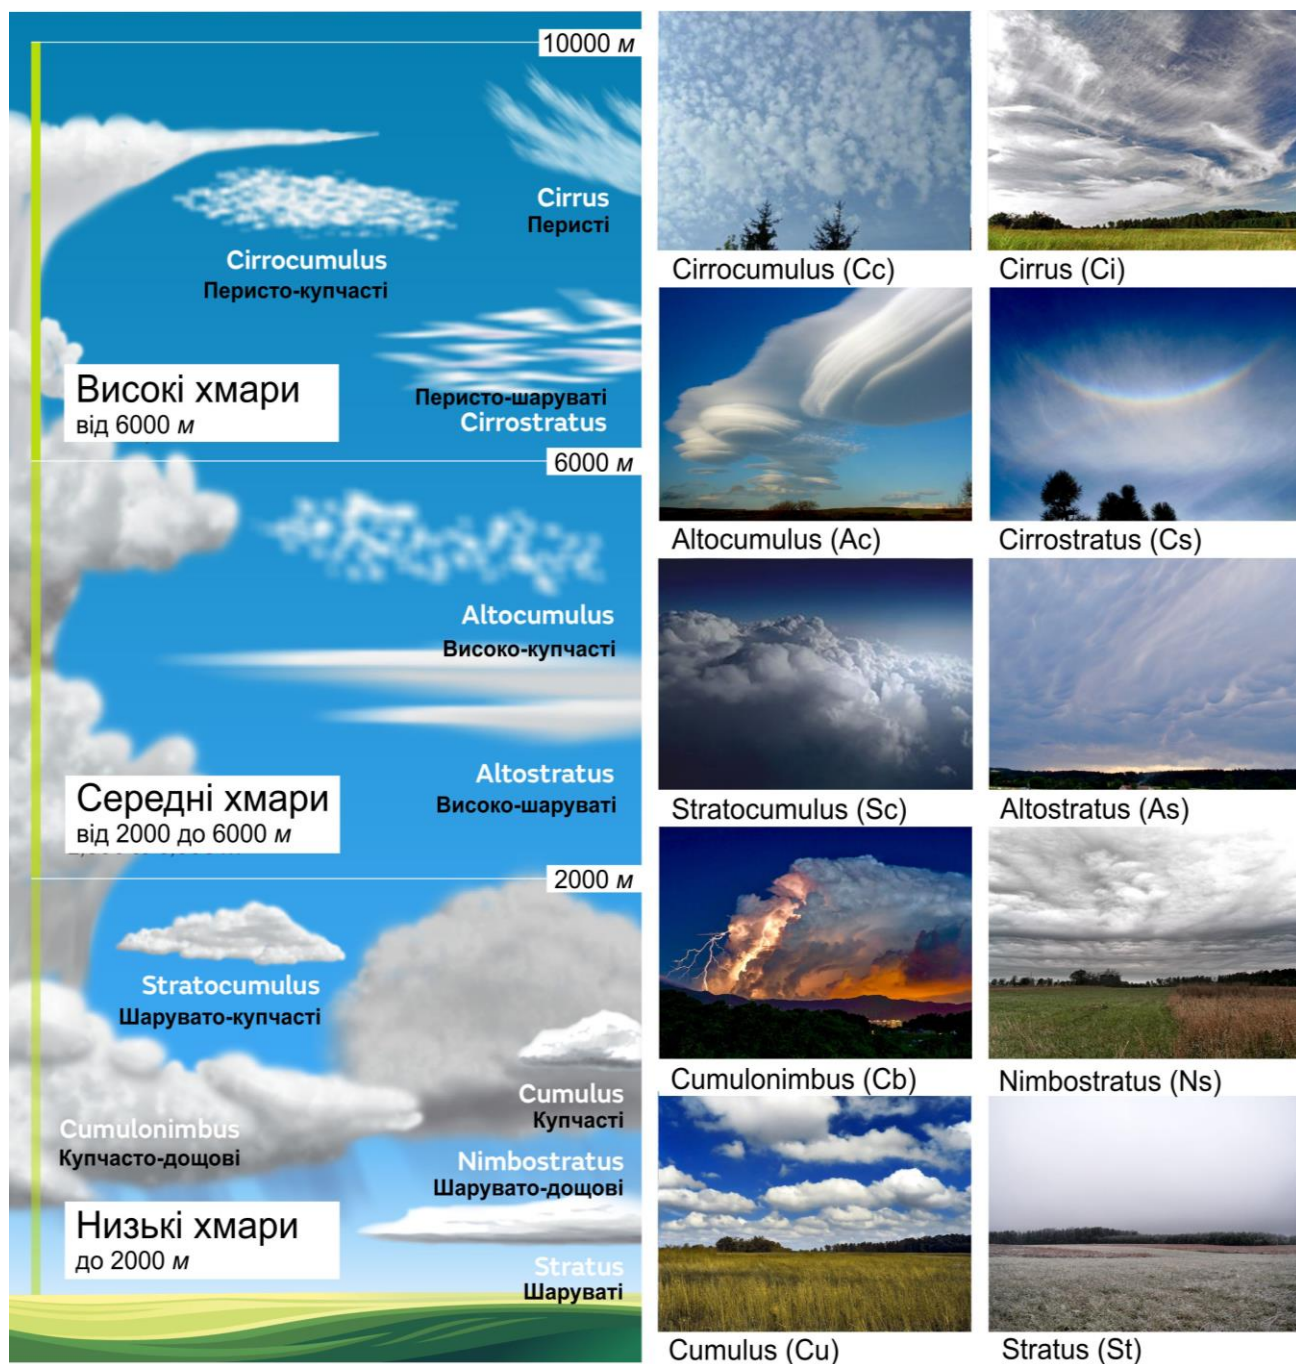 10000 м
Cirrus
Перисті
Cirrocumulus
Перисто-купчасті
Високі хмари
від 6000 м
Перисто-шаруваті
Cirrostratus
6000 м
Altocumulus
Високо-купчасті
Altostratus
Високо-шаруваті
Середні хмари
від 2000 до 6000 м
2000 м
Stratocumulus
Шарувато-купчасті
Cumulus
Купчасті
Cumulonimbus
Купчасто-дощові
Nimbostratus
Шарувато-дощові
Низькі хмари
до 2000 м
Stratus
Шаруваті
Cirrocumulus (Cc)
Cirrus (Ci)
Altocumulus (Ac)
Cirrostratus (Cs)
Stratocumulus (Sc)
Altostratus (As)
Cumulonimbus (Cb)
Nimbostratus (Ns)
Cumulus (Cu)
Stratus (St)